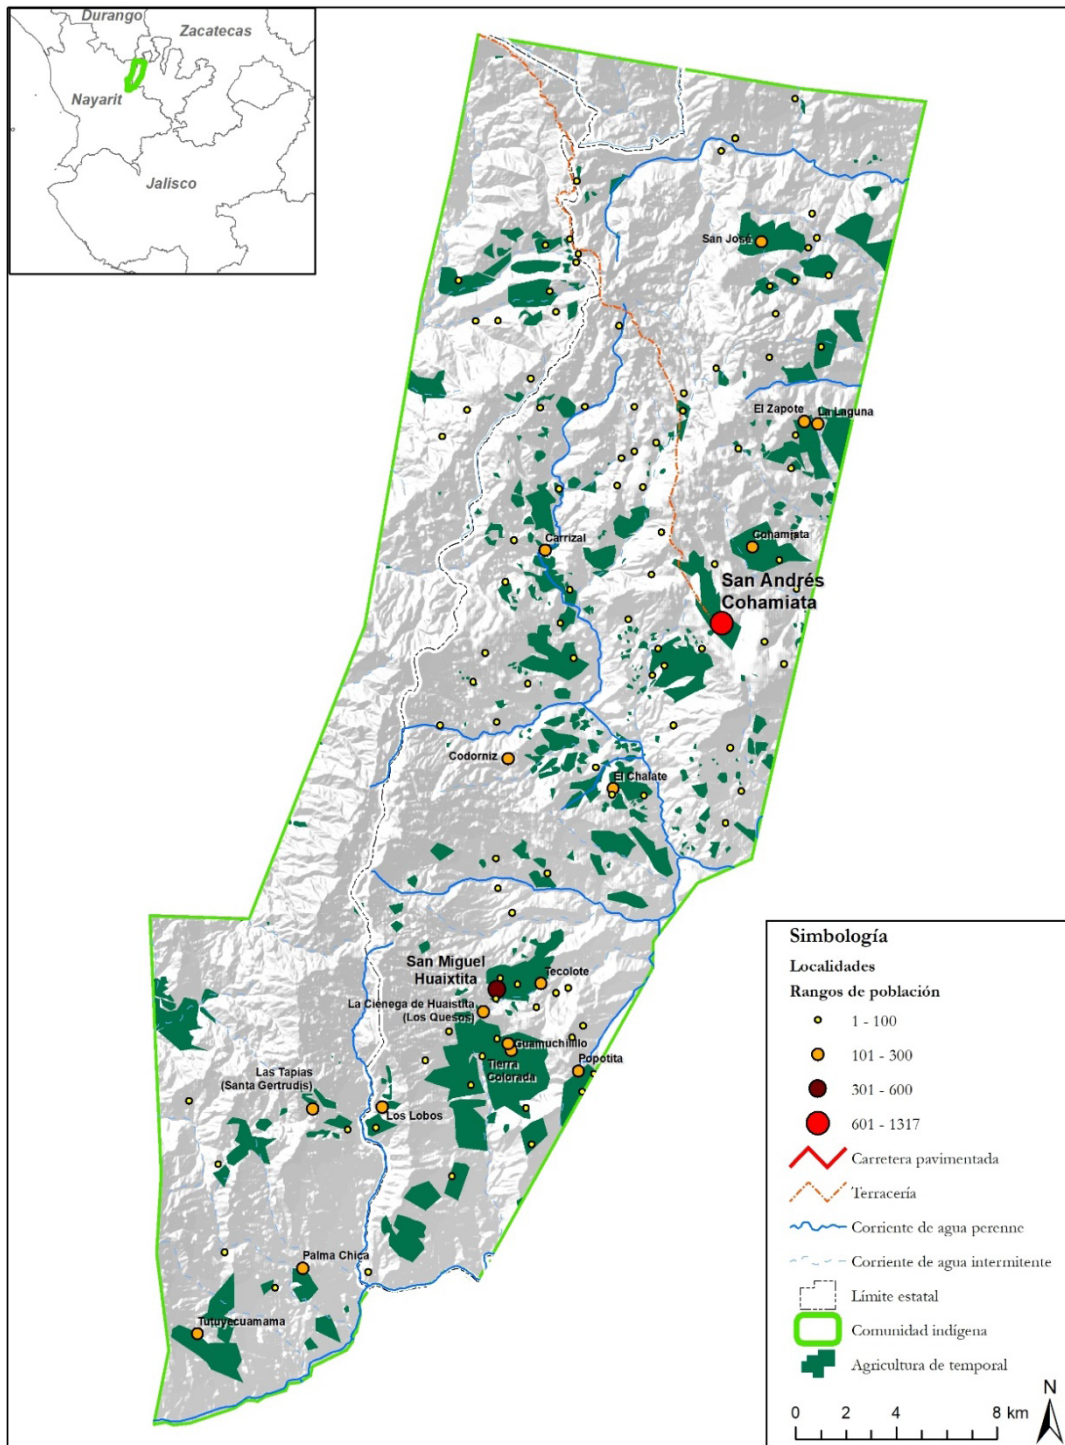 Durango
Zacatecas
Nayarit
Jalisco
San José
El Zapote
La Laguna
Carrizal
Cohamiata
San Andrés
Cohamiata
Codorniz
El Chalate
San Miguel
Huaixtita
Tecolote
La Ciénega de Huaistita
(Los Quesos)
Guamuchilillo
Tierra
Colorada
Popotita
Las Tapias
(Santa Gertrudis)
Los Lobos
Palma Chica
Tutuyecuamama
Simbología
Localidades
Rangos de población
1 - 100
101 - 300
301 - 600
601 - 1317
Carretera pavimentada
Terracería
Corriente de agua perenne
Corriente de agua intermitente
Límite estatal
Comunidad indígena
Agricultura de temporal
N
0 2 4 8 km